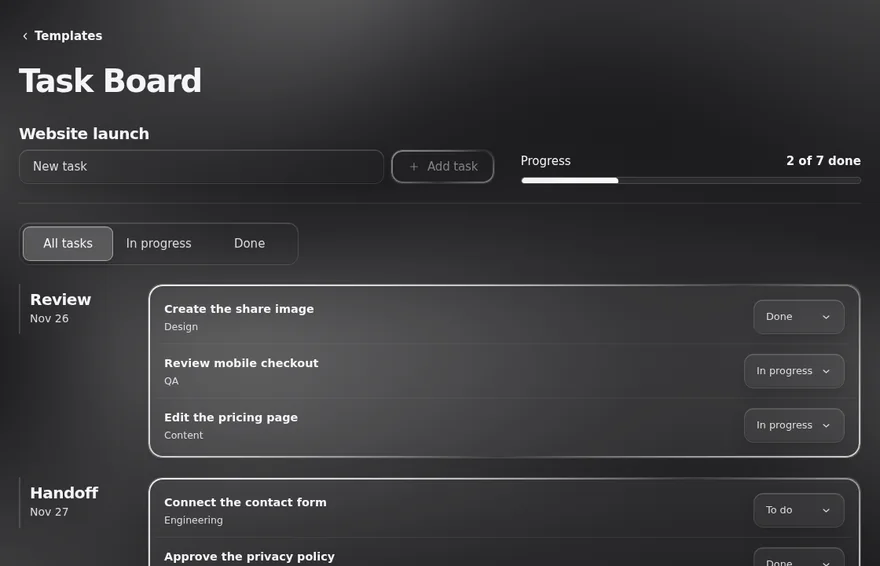 Templates
Task Board
Website launch
New task
+ Add task
Progress
2 of 7 done
All tasks
In progress
Done
Review
Nov 26
Create the share image
Design
Done
Review mobile checkout
QA
In progress
Edit the pricing page
Content
In progress
Handoff
Nov 27
Connect the contact form
Engineering
To do
Approve the privacy policy
Done